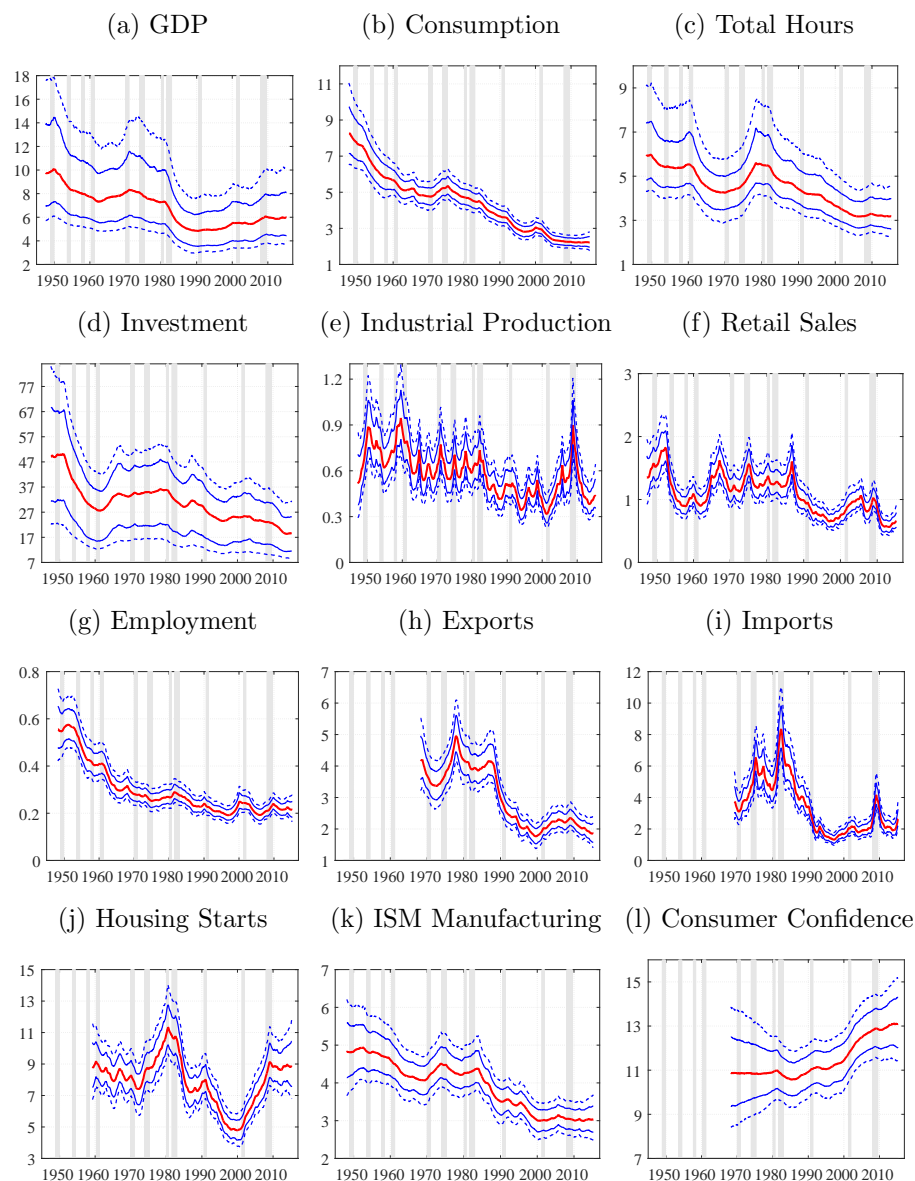 (a) GDP (b) Consumption (c) Total Hours
18 16 14 12 10 8 6 4 2
11 9 7 5 3 1
9 7 5 3 1
1950 1960 1970 1980 1990 2000 2010 1950 1960 1970 1980 1990 2000 2010 1950 1960 1970 1980 1990 2000 2010
(d) Investment (e) Industrial Production (f) Retail Sales
77 67 57 47 37 27 17 7
1.2 0.9 0.6 0.3 0
3 2 1 0
1950 1960 1970 1980 1990 2000 2010 1950 1960 1970 1980 1990 2000 2010 1950 1960 1970 1980 1990 2000 2010
(g) Employment (h) Exports (i) Imports
0.8 0.6 0.4 0.2 0
7 6 5 4 3 2 1
12 10 8 6 4 2 0
1950 1960 1970 1980 1990 2000 2010 1950 1960 1970 1980 1990 2000 2010 1950 1960 1970 1980 1990 2000 2010
(j) Housing Starts (k) ISM Manufacturing (l) Consumer Confidence
15 13 11 9 7 5 3
7 6 5 4 3 2
15 13 11 9 7
1950 1960 1970 1980 1990 2000 2010 1950 1960 1970 1980 1990 2000 2010 1950 1960 1970 1980 1990 2000 2010